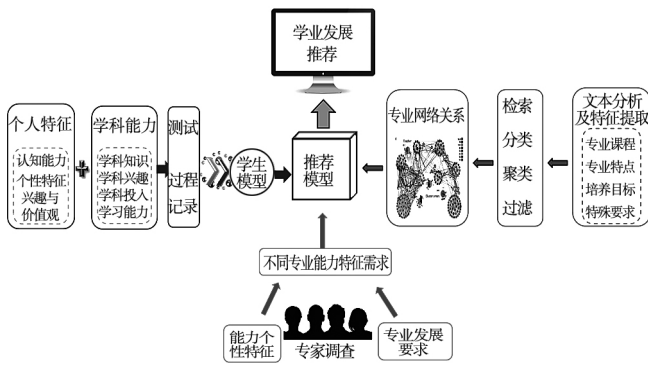 学业发展
推荐
个人特征
认知能力
个性特征
兴趣与
价值观
学科能力
学科知识
学科兴趣
学科投入
学习能力
测试
过程
记录
学生
模型
推荐
模型
专业网络关系
检索
分类
聚类
过滤
文本分析
及特征提取
专业课程
专业特点
培养目标
特殊要求
不同专业能力特征需求
能力个
性特征
专家调查
专业发展
要求